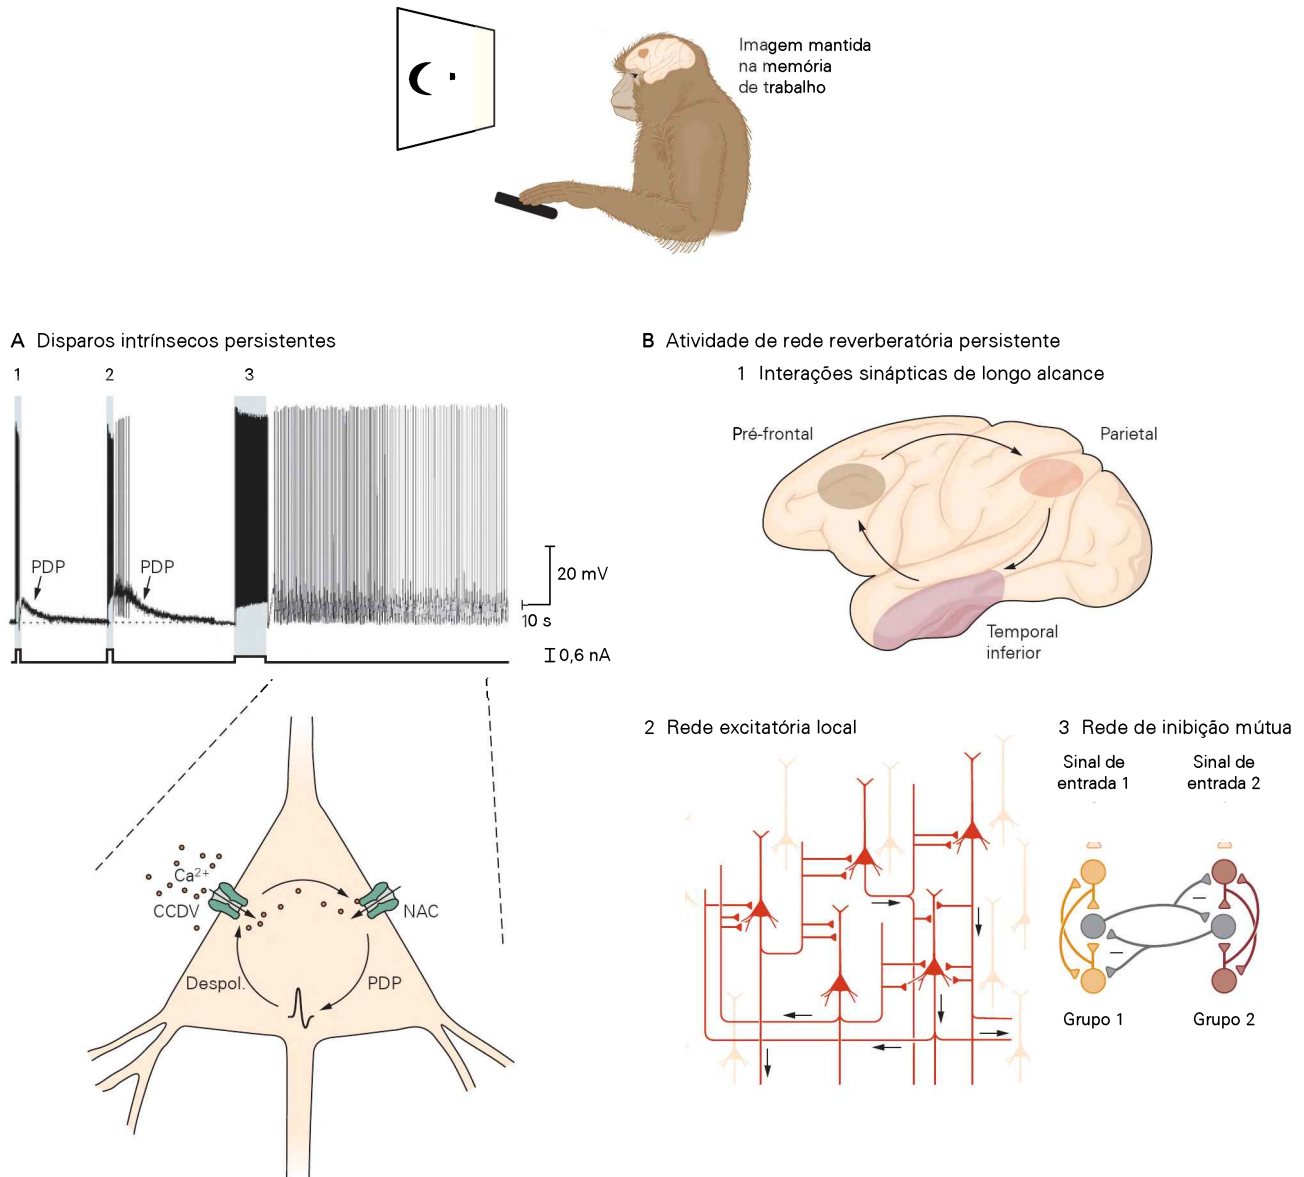 Imagem mantida
na memória
de trabalho
A Disparos intrínsecos persistentes
1 2 3
PDP
PDP
20 mV
10 s
0,6 nA
Ca2+
CCDV
NAC
Despol.
PDP
B Atividade de rede reverberatória persistente
1 Interações sinápticas de longo alcance
Pré-frontal
Parietal
Temporal
inferior
2 Rede excitatória local
3 Rede de inibição mútua
Sinal de
entrada 1
Sinal de
entrada 2
–
–
Grupo 1
Grupo 2